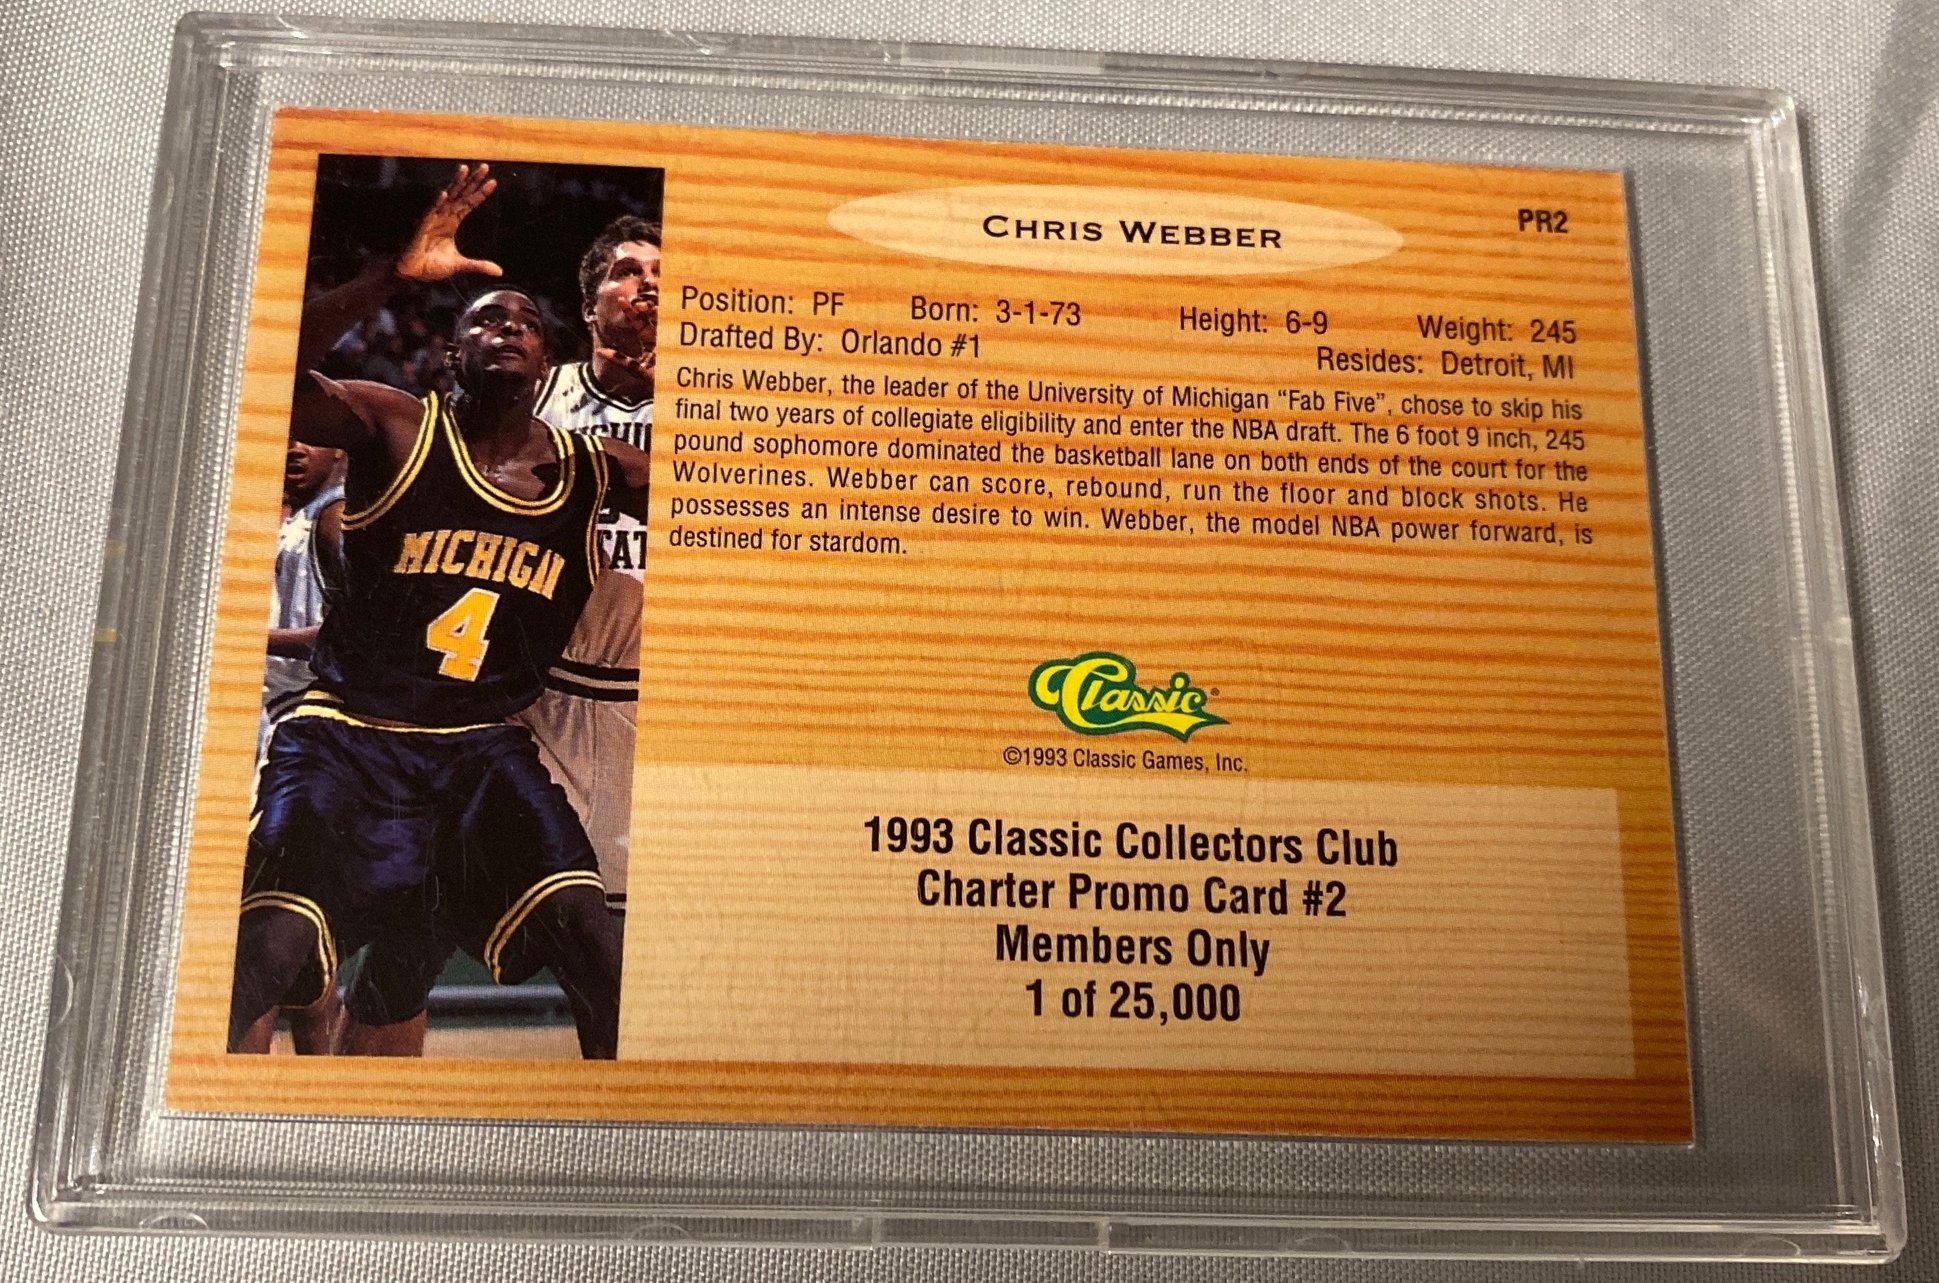 CHRIS WEBBER
PR2
Position: PF Born: 3-1-73 Height: 6-9 Weight: 245
Drafted By: Orlando #1 Resides: Detroit, MI
Chris Webber, the leader of the University of Michigan "Fab Five", chose to skip his
final two years of collegiate eligibility and enter the NBA draft. The 6 foot 9 inch, 245
pound sophomore dominated the basketball lane on both ends of the court for the
Wolverines. Webber can score, rebound, run the floor and block shots. He
possesses an intense desire to win. Webber, the model NBA power forward, is
destined for stardom.
MICHIGAN
4
Classic®
©1993 Classic Games, Inc.
1993 Classic Collectors Club
Charter Promo Card #2
Members Only
1 of 25,000